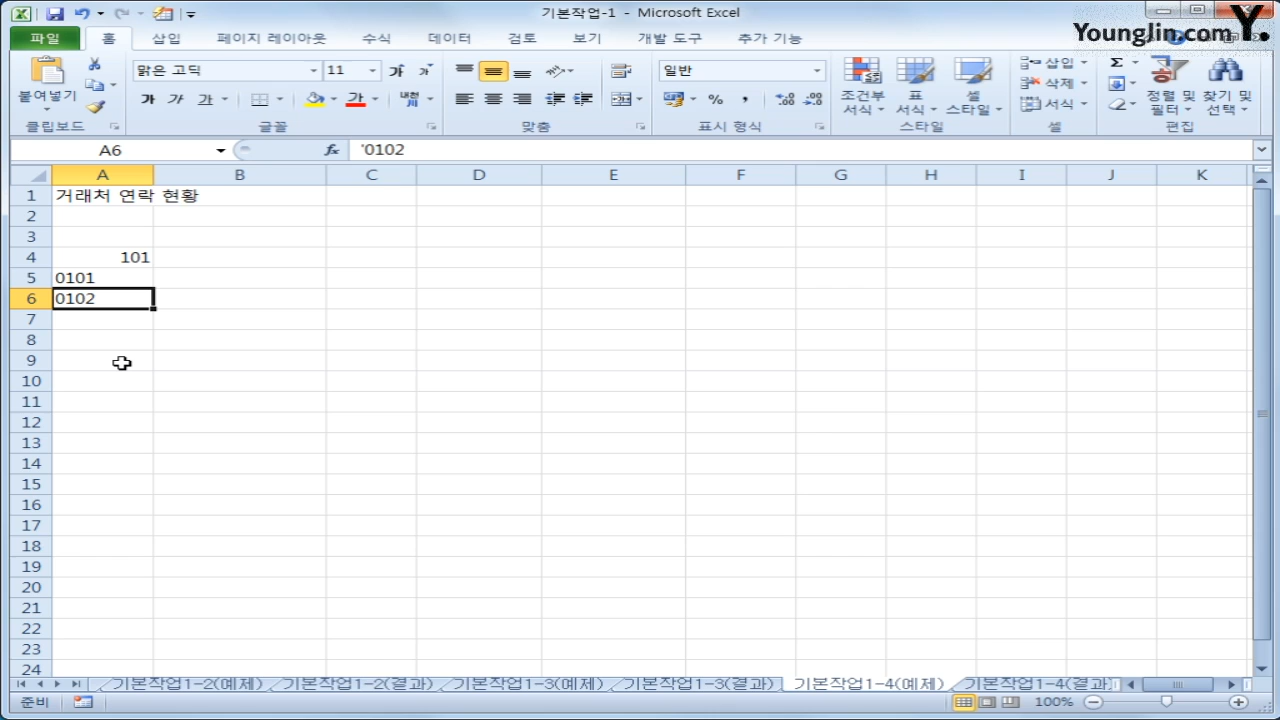 기본작업-1 - Microsoft Excel
YoungJin.com Y.
파일 홈 삽입 페이지 레이아웃 수식 데이터 검토 보기 개발 도구 추가 기능
붙여넣기 맑은 고딕 11 가 가 일반 조건부 서식 표 서식 셀 스타일 삽입 삭제 서식 Σ 정렬 및 필터 찾기 및 선택
가 가 가 가 내천 % ,
클립보드 글꼴 맞춤 표시 형식 스타일 셀 편집
A6 fx '0102
A B C D E F G H I J K
1 거래처 연락 현황
2
3
4 101
5 0101
6 0102
7
8
9
10
11
12
13
14
15
16
17
18
19
20
21
22
23
24
기본작업1-2(예제) 기본작업1-2(결과) 기본작업1-3(예제) 기본작업1-3(결과) 기본작업1-4(예제) 기본작업1-4(결과)
준비 100%